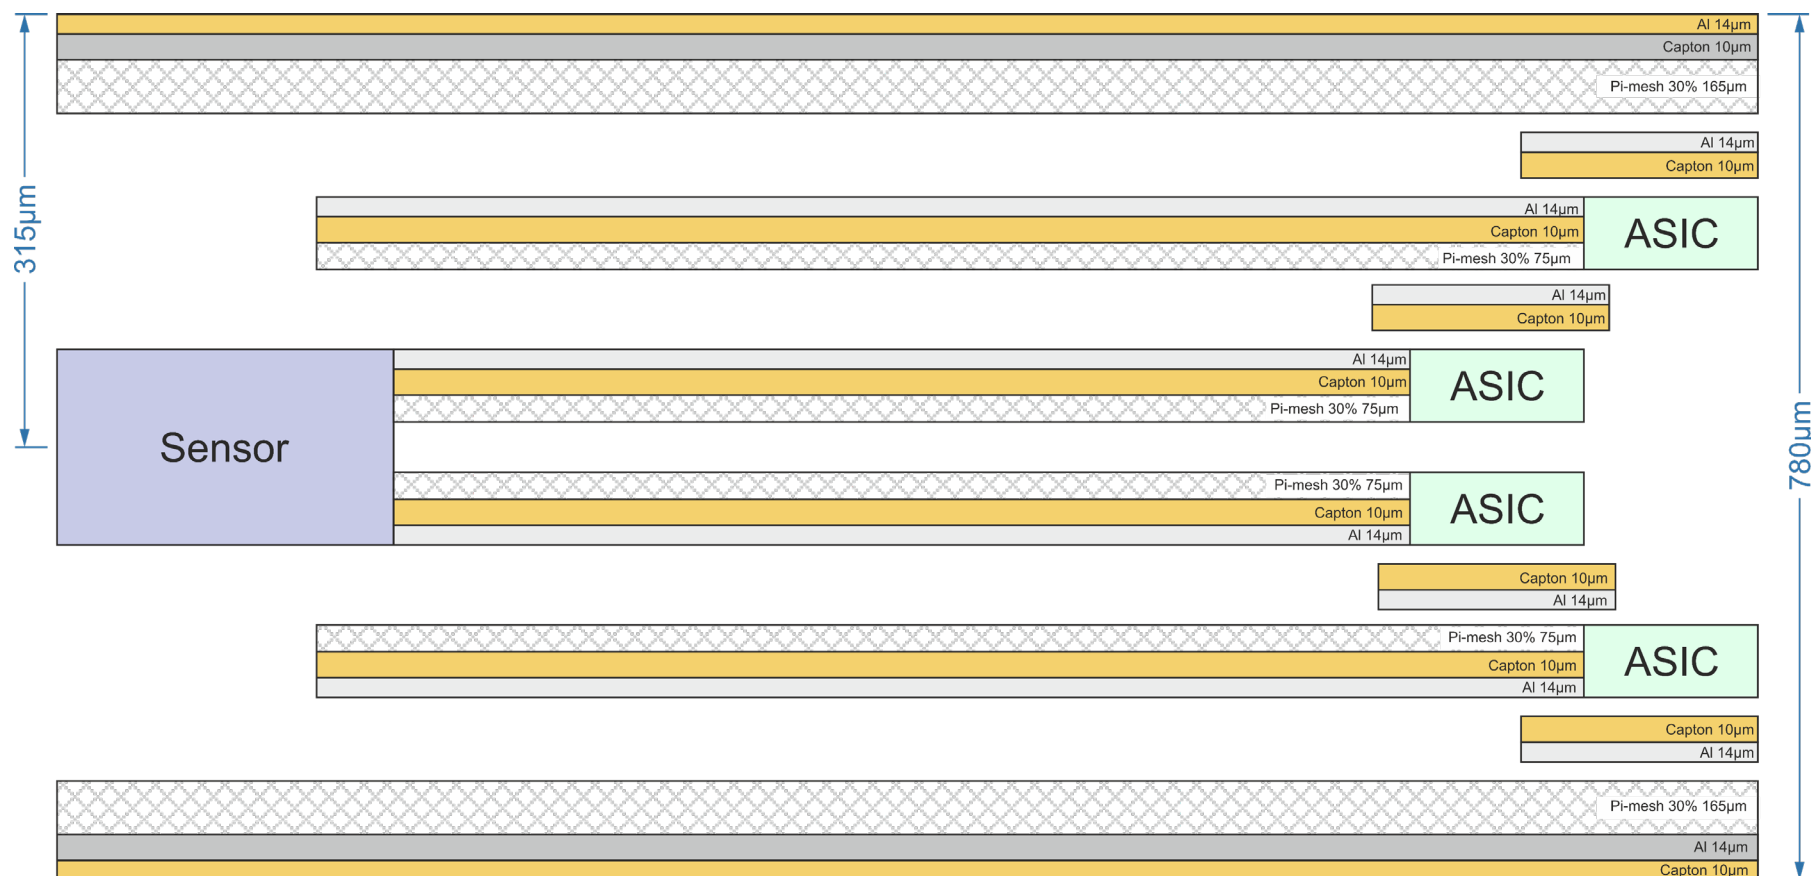 Al 14µm
Capton 10µm
Pi-mesh 30% 165µm
Al 14µm
Capton 10µm
315µm
Al 14µm
Capton 10µm
Pi-mesh 30% 75µm
ASIC
Al 14µm
Capton 10µm
Al 14µm
Capton 10µm
Pi-mesh 30% 75µm
ASIC
Sensor
780µm
Pi-mesh 30% 75µm
Capton 10µm
Al 14µm
ASIC
Capton 10µm
Al 14µm
Pi-mesh 30% 75µm
Capton 10µm
Al 14µm
ASIC
Capton 10µm
Al 14µm
Pi-mesh 30% 165µm
Al 14µm
Capton 10µm